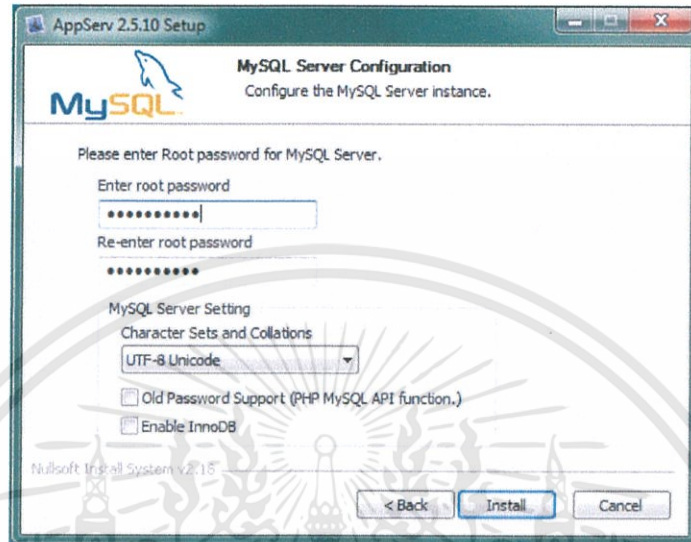 AppServ 2.5.10 Setup
MySQL Server Configuration
Configure the MySQL Server instance.
MySQL
Please enter Root password for MySQL Server.
Enter root password
••••••••••
Re-enter root password
••••••••••
MySQL Server Setting
Character Sets and Collations
UTF-8 Unicode
Old Password Support (PHP MySQL API function.)
Enable InnoDB
Nullsoft Install System v2.18
< Back Install Cancel